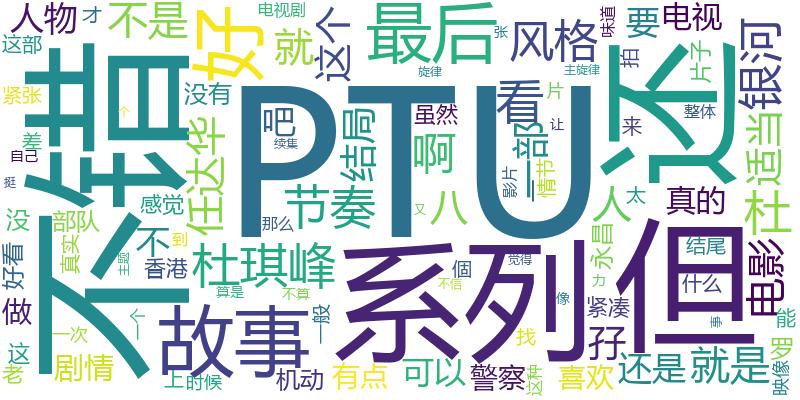 人物
才
不是
好
电视剧
这个
最后
风格
味道
要
电视
这部
就
张
旋律
主旋律
拍
片子
银河
紧张
不错
没有
PTU
吧
虽然
看
片
让
还
来
整体
差
自己
个
任达华
结局
续集
啊
一部
影片
情节
适当
挺
感觉
节奏
八
人
太
真的
杜
没
部队
不
那么
又
好看
真实
到
香港
杜琪峰
個
觉得
永昌
但
结尾
电影
主题
算是
不算
系列
不信
像
力
什么
做
一个
故事
一般
紧凑
事
能
这
一次
找
孖
罗
老
剧情
上
时候
机动
有点
可以
警察
这种
喜欢
还是
就是
映像